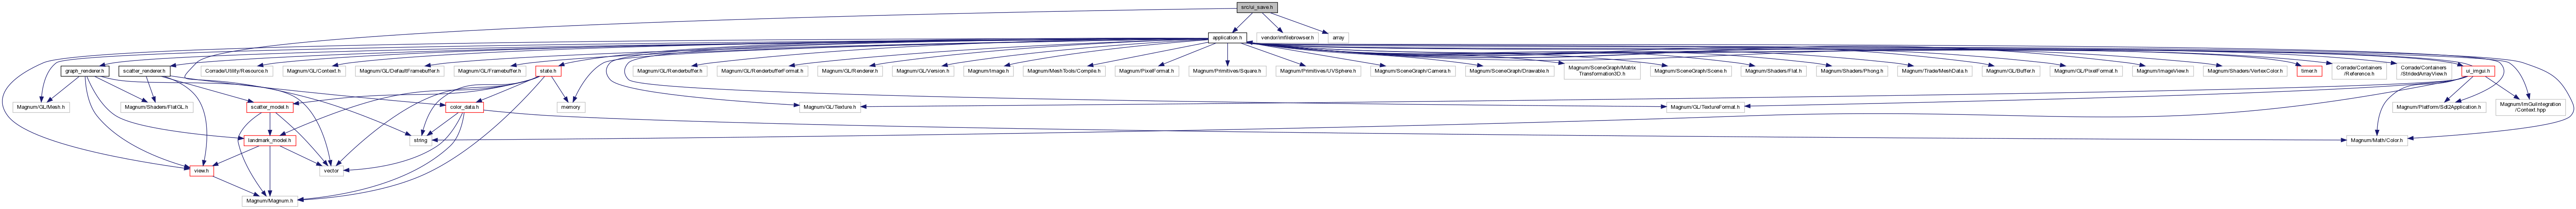 src/ui_save.h
application.h
vendor/imfilebrowser.h
array
graph_renderer.h
scatter_renderer.h
Corrade/Utility/Resource.h
Magnum/GL/Context.h
Magnum/GL/DefaultFramebuffer.h
Magnum/GL/Framebuffer.h
state.h
Magnum/GL/Renderbuffer.h
Magnum/GL/RenderbufferFormat.h
Magnum/GL/Renderer.h
Magnum/GL/Version.h
Magnum/Image.h
Magnum/MeshTools/Compile.h
Magnum/PixelFormat.h
Magnum/Primitives/Square.h
Magnum/Primitives/UVSphere.h
Magnum/SceneGraph/Camera.h
Magnum/SceneGraph/Drawable.h
Magnum/SceneGraph/Matrix
Transformation3D.h
Magnum/SceneGraph/Scene.h
Magnum/Shaders/Flat.h
Magnum/Shaders/Phong.h
Magnum/Trade/MeshData.h
Magnum/GL/Buffer.h
Magnum/GL/PixelFormat.h
Magnum/ImageView.h
Magnum/Shaders/VertexColor.h
timer.h
Corrade/Containers
/Reference.h
Corrade/Containers
/StridedArrayView.h
ui_imgui.h
Magnum/GL/Mesh.h
Magnum/Shaders/FlatGL.h
scatter_model.h
color_data.h
memory
Magnum/GL/Texture.h
Magnum/GL/TextureFormat.h
Magnum/Platform/Sdl2Application.h
Magnum/ImGuiIntegration
/Context.hpp
landmark_model.h
string
Magnum/Math/Color.h
view.h
vector
Magnum/Magnum.h